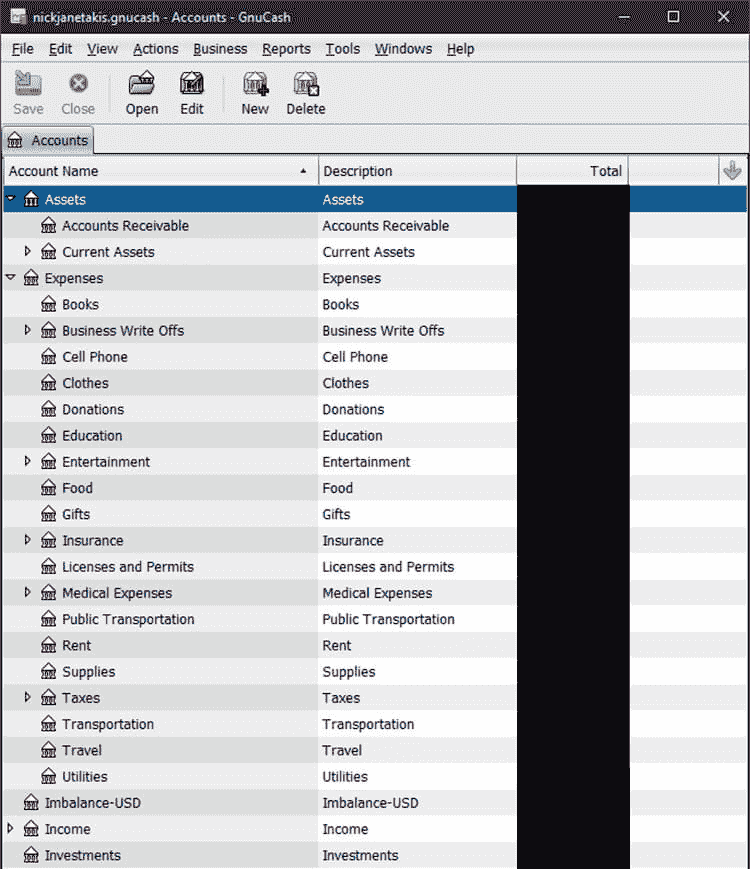 nickjanetakis.gnucash - Accounts - GnuCash
File Edit View Actions Business Reports Tools Windows Help
Save Close Open Edit New Delete
Accounts
Account Name Description Total
Assets Assets
Accounts Receivable Accounts Receivable
Current Assets Current Assets
Expenses Expenses
Books Books
Business Write Offs Business Write Offs
Cell Phone Cell Phone
Clothes Clothes
Donations Donations
Education Education
Entertainment Entertainment
Food Food
Gifts Gifts
Insurance Insurance
Licenses and Permits Licenses and Permits
Medical Expenses Medical Expenses
Public Transportation Public Transportation
Rent Rent
Supplies Supplies
Taxes Taxes
Transportation Transportation
Travel Travel
Utilities Utilities
Imbalance-USD Imbalance-USD
Income Income
Investments Investments